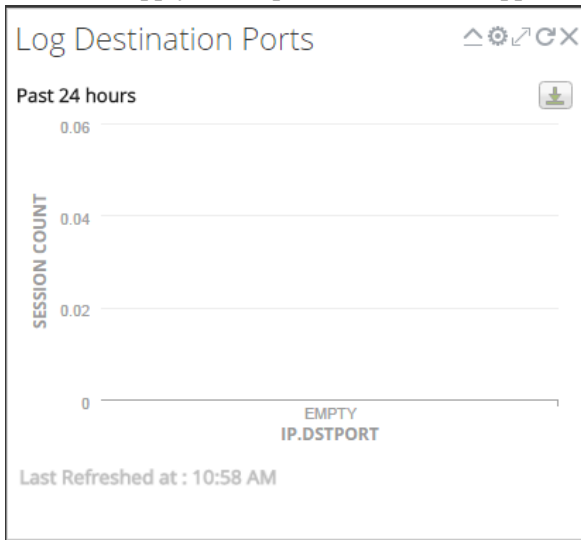 Log Destination Ports
Past 24 hours
0.06
0.04
0.02
0
SESSION COUNT
EMPTY
IP.DSTPORT
Last Refreshed at : 10:58 AM